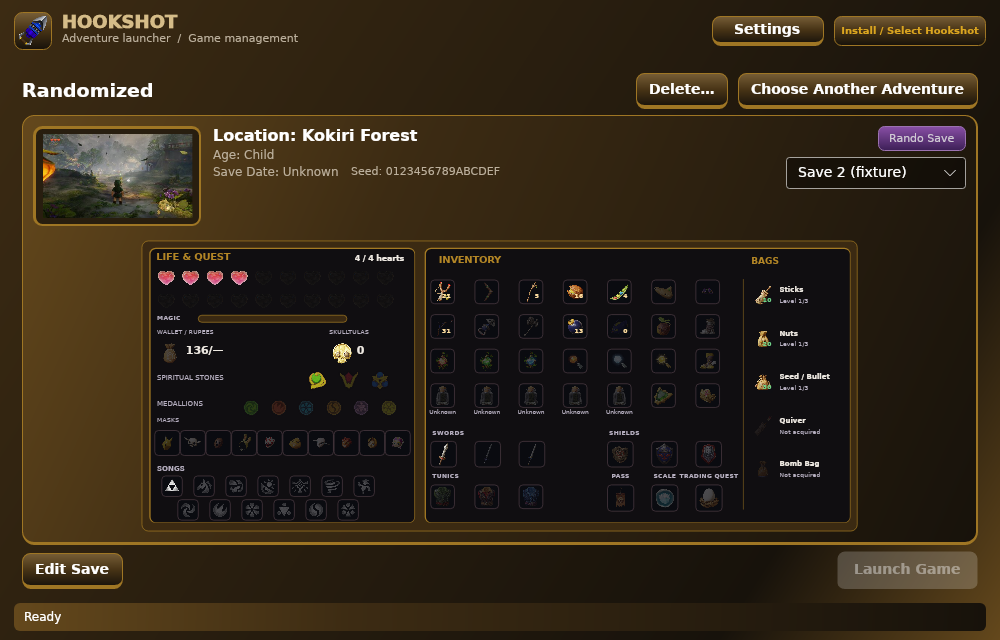 HOOKSHOT
Adventure launcher / Game management
Settings
Install / Select Hookshot
Randomized
Delete...
Choose Another Adventure
Location: Kokiri Forest
Age: Child
Save Date: Unknown Seed: 0123456789ABCDEF
Rando Save
Save 2 (fixture)
LIFE & QUEST
4 / 4 hearts
MAGIC
WALLET / RUPEES
136/—
SKULLTULAS
0
SPIRITUAL STONES
MEDALLIONS
MASKS
SONGS
INVENTORY
5
16
4
31
13
0
Unknown
Unknown
Unknown
Unknown
Unknown
SWORDS
SHIELDS
TUNICS
PASS
SCALE
TRADING QUEST
BAGS
Sticks
Level 1/3
Nuts
Level 1/3
Seed / Bullet
Level 1/3
Quiver
Not acquired
Bomb Bag
Not acquired
Edit Save
Launch Game
Ready